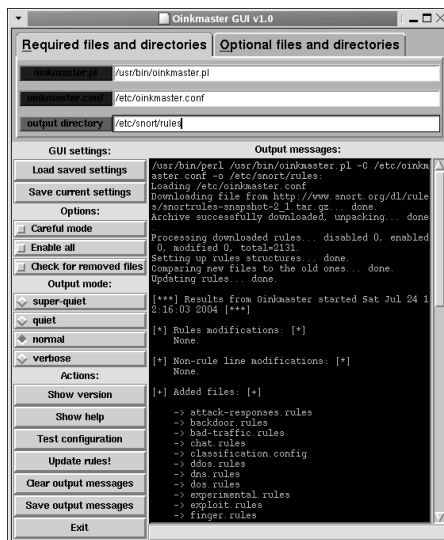 Oinkmaster GUI v1.0
Required files and directories
Optional files and directories
oinkmaster.pl
/usr/bin/oinkmaster.pl
oinkmaster.conf
/etc/oinkmaster.conf
output directory
/etc/snort/rules
GUI settings:
Load saved settings
Save current settings
Options:
Careful mode
Enable all
Check for removed files
Output mode:
super-quiet
quiet
normal
verbose
Actions:
Show version
Show help
Test configuration
Update rules!
Clear output messages
Save output messages
Exit
Output messages:
/usr/bin/perl /usr/bin/oinkmaster.pl -C /etc/oinkm
aster.conf -o /etc/snort/rules:
Loading /etc/oinkmaster.conf
Downloading file from http://www.snort.org/dl/rule
s/snortrules-snapshot-2_1.tar.gz... done.
Archive successfully downloaded, unpacking... done
Processing downloaded rules... disabled 0, enabled
0, modified 0, total=2131.
Setting up rules structures... done.
Comparing new files to the old ones... done.
Updating rules... done.
[***] Results from Oinkmaster started Sat Jul 24 1
2:16:03 2004 [***]
[*] Rules modifications: [*]
None.
[*] Non-rule line modifications: [*]
None.
[+] Added files: [+]
-> attack-responses.rules
-> backdoor.rules
-> bad-traffic.rules
-> chat.rules
-> classification.config
-> ddos.rules
-> dns.rules
-> dos.rules
-> experimental.rules
-> exploit.rules
-> finger.rules